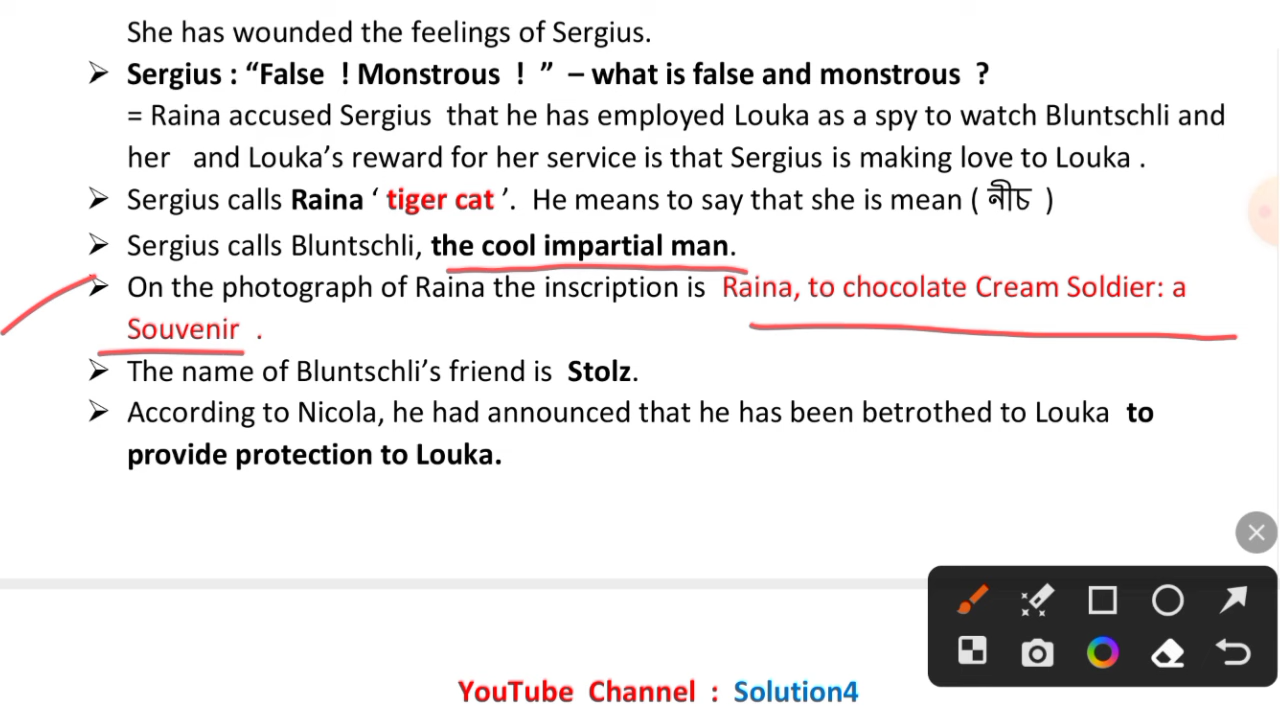 She has wounded the feelings of Sergius.
➢ Sergius : “False ! Monstrous ! ” – what is false and monstrous ?
= Raina accused Sergius that he has employed Louka as a spy to watch Bluntschli and
her and Louka’s reward for her service is that Sergius is making love to Louka .
➢ Sergius calls Raina ‘ tiger cat ’. He means to say that she is mean ( নীচ )
➢ Sergius calls Bluntschli, the cool impartial man.
➢ On the photograph of Raina the inscription is Raina, to chocolate Cream Soldier: a
Souvenir .
➢ The name of Bluntschli’s friend is Stolz.
➢ According to Nicola, he had announced that he has been betrothed to Louka to
provide protection to Louka.
YouTube Channel : Solution4